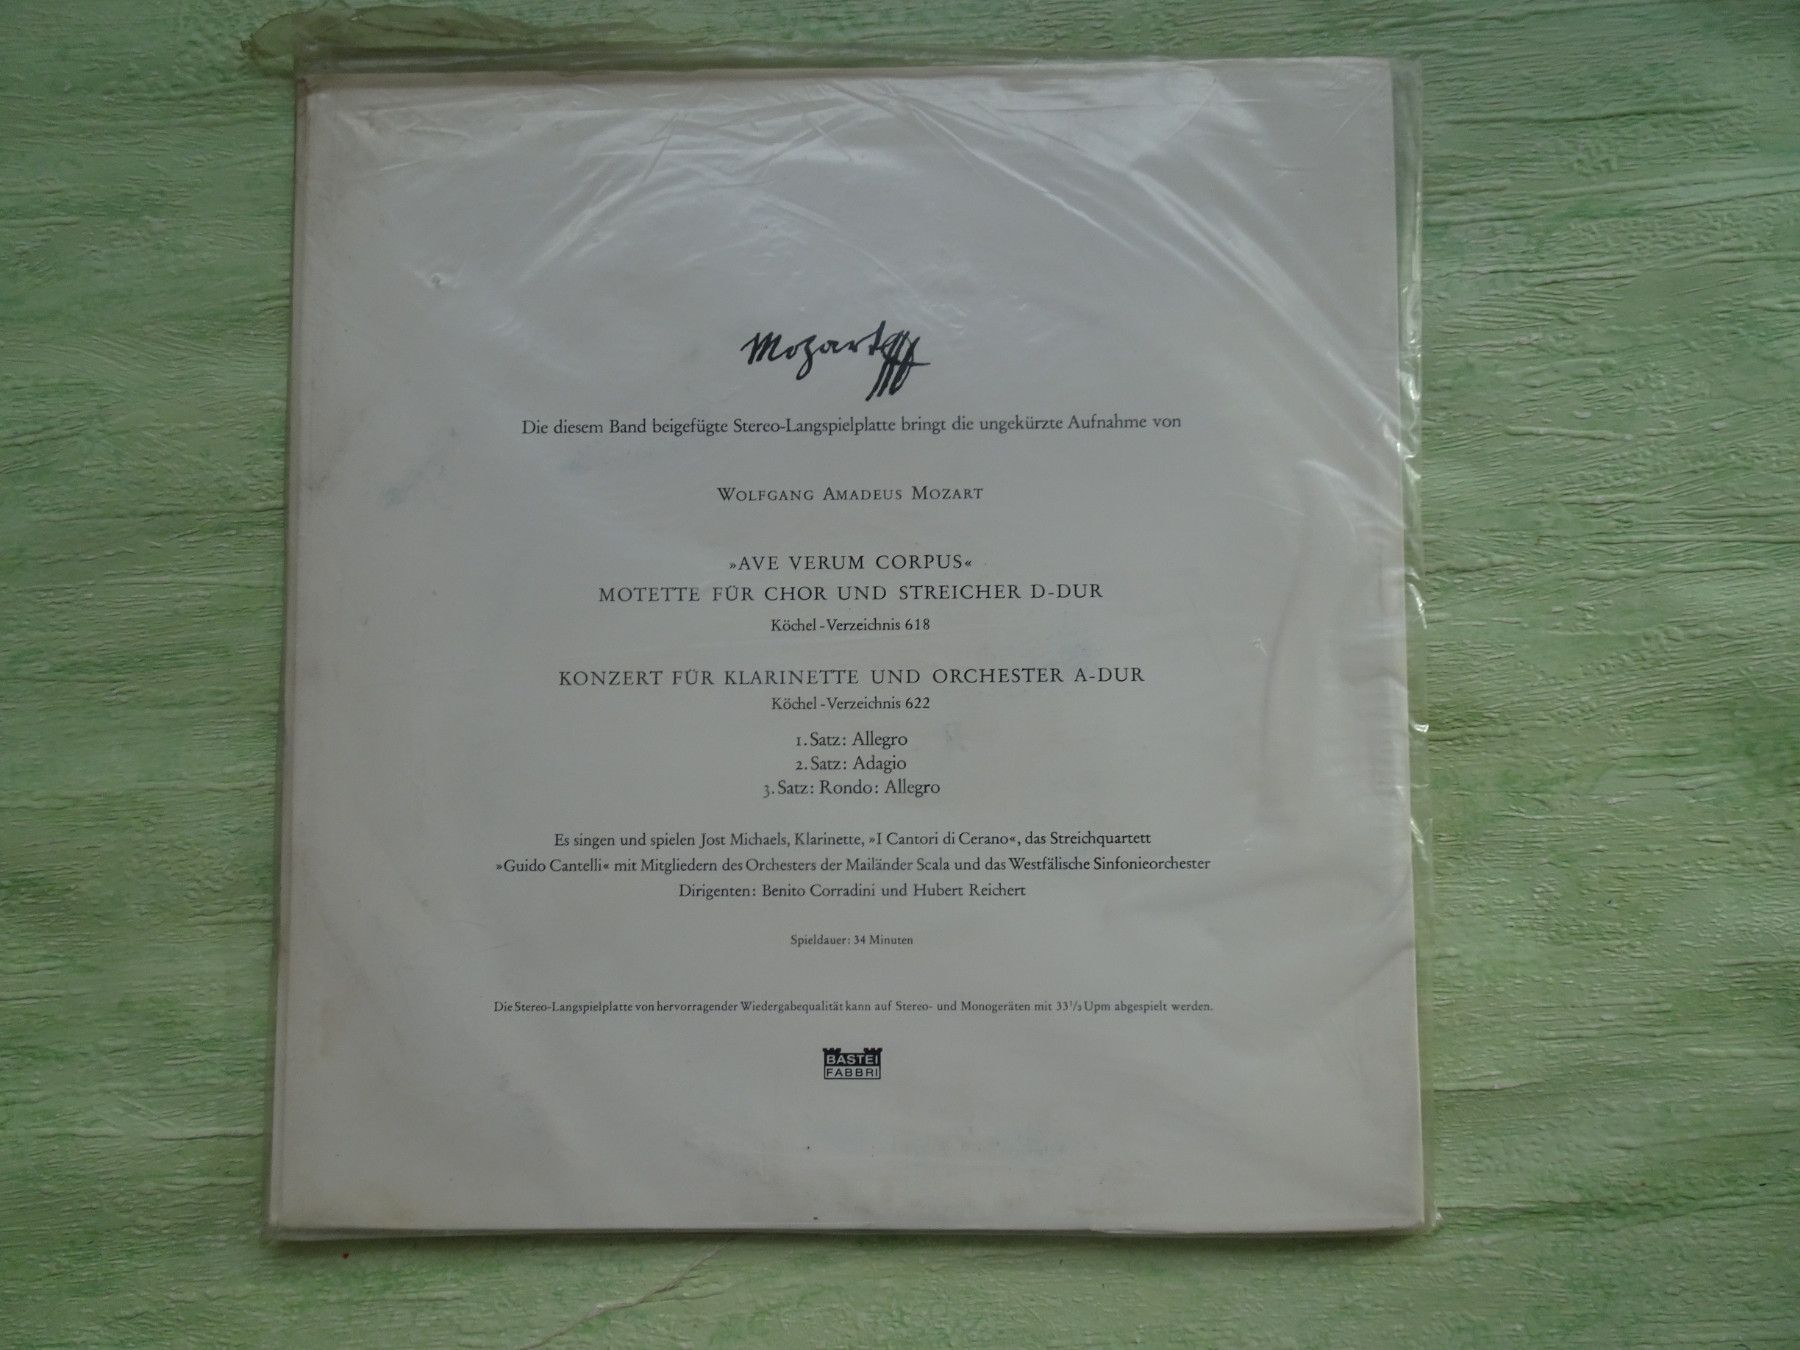 Mozart
Die diesem Band beigefügte Stereo-Langspielplatte bringt die ungekürzte Aufnahme von
WOLFGANG AMADEUS MOZART
»AVE VERUM CORPUS«
MOTETTE FÜR CHOR UND STREICHER D-DUR
Köchel-Verzeichnis 618
KONZERT FÜR KLARINETTE UND ORCHESTER A-DUR
Köchel-Verzeichnis 622
1. Satz: Allegro
2. Satz: Adagio
3. Satz: Rondo: Allegro
Es singen und spielen Jost Michaels, Klarinette, »I Cantori di Cerano«, das Streichquartett
»Guido Cantelli« mit Mitgliedern des Orchesters der Mailänder Scala und das Westfälische Sinfonieorchester
Dirigenten: Benito Corradini und Hubert Reichert
Spieldauer: 34 Minuten
Die Stereo-Langspielplatte von hervorragender Wiedergabequalität kann auf Stereo- und Monogeräten mit 33 1/3 Upm abgespielt werden.
BASTEI
FABBRI